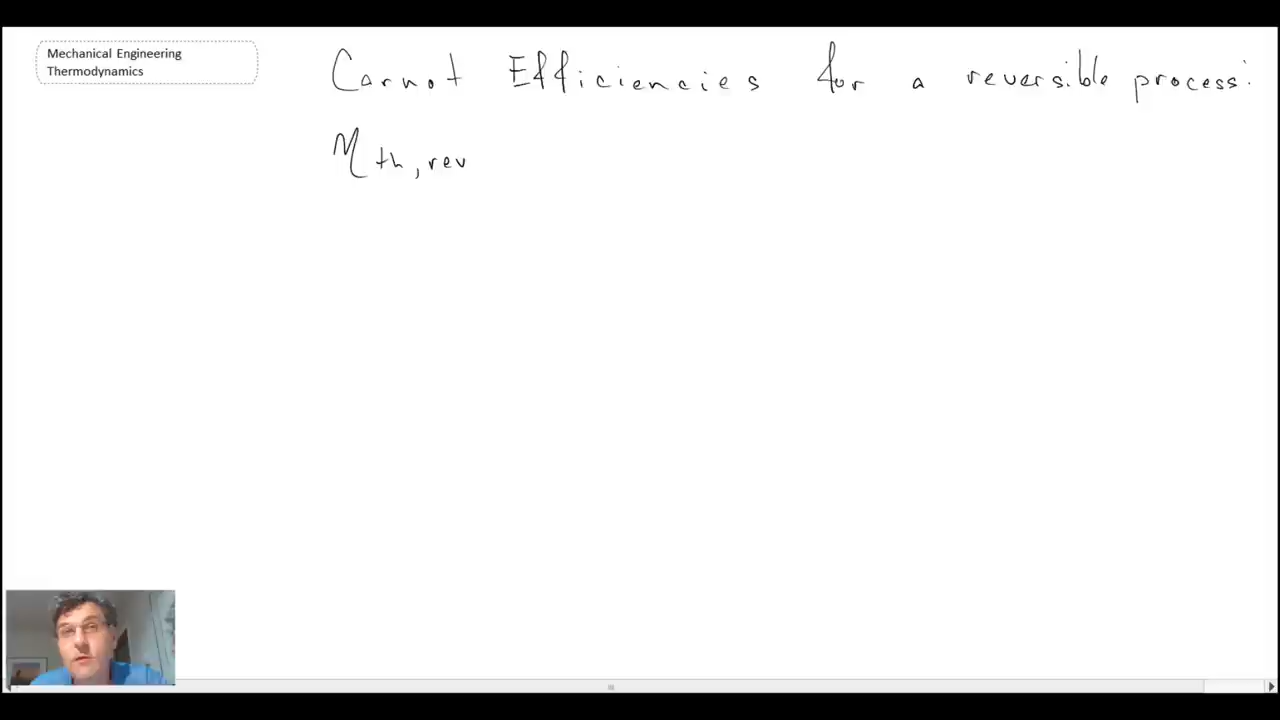 Mechanical Engineering
Thermodynamics
Carnot Efficiencies for a reversible process:
η th, rev